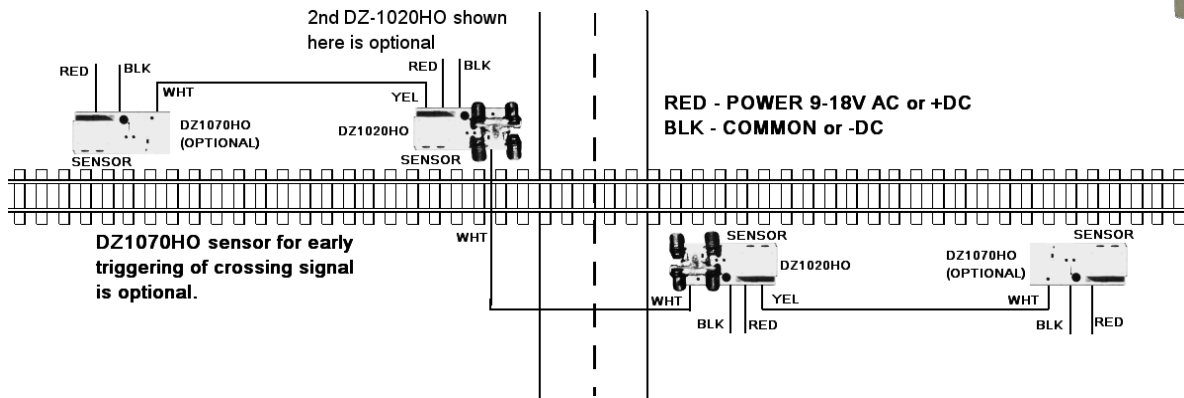 2nd DZ-1020HO shown
here is optional
RED
BLK
WHT
RED
BLK
YEL
DZ1070HO
(OPTIONAL)
SENSOR
DZ1020HO
SENSOR
RED - POWER 9-18V AC or +DC
BLK - COMMON or -DC
DZ1070HO sensor for early
triggering of crossing signal
is optional.
WHT
SENSOR
DZ1020HO
WHT
YEL
BLK
RED
SENSOR
DZ1070HO
(OPTIONAL)
WHT
BLK
RED